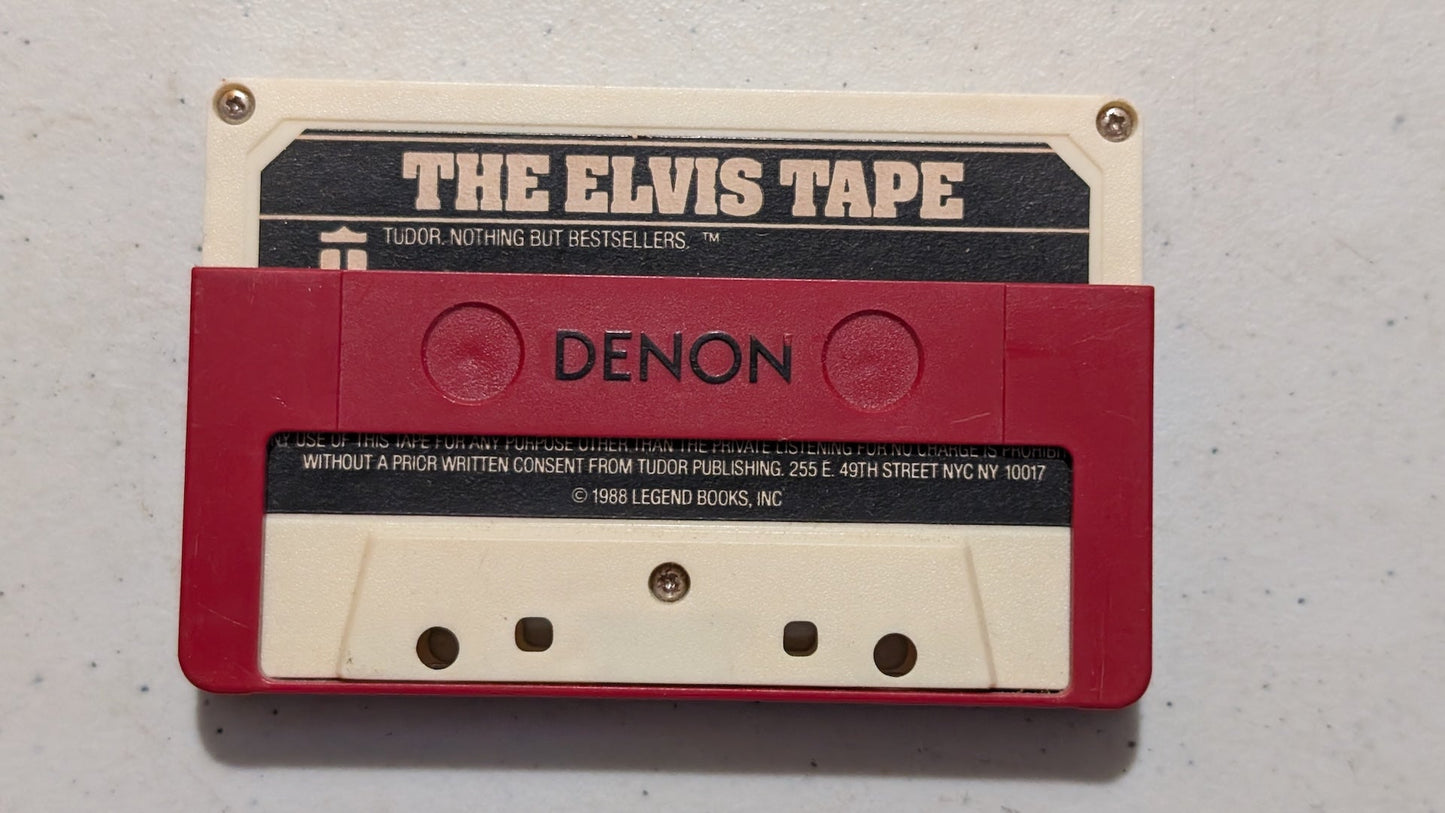 THE ELVIS TAPE
TUDOR. NOTHING BUT BESTSELLERS. ™
DENON
USE OF THIS TAPE FOR ANY PURPOSE OTHER THAN THE PRIVATE LISTENING FOR NO CHARGE IS
WITHOUT A PRIOR WRITTEN CONSENT FROM TUDOR PUBLISHING. 255 E. 49TH STREET NYC NY 10017
© 1988 LEGEND BOOKS, INC